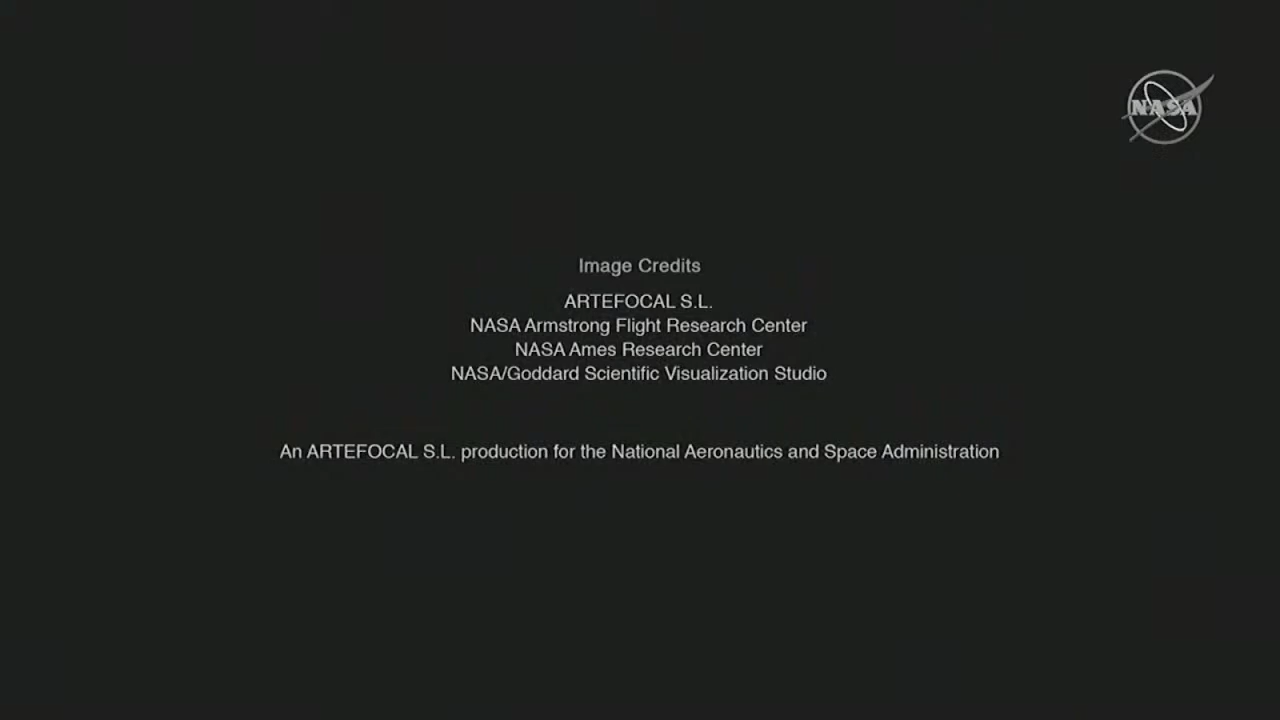 NASA
Image Credits
ARTEFOCAL S.L.
NASA Armstrong Flight Research Center
NASA Ames Research Center
NASA/Goddard Scientific Visualization Studio
An ARTEFOCAL S.L. production for the National Aeronautics and Space Administration